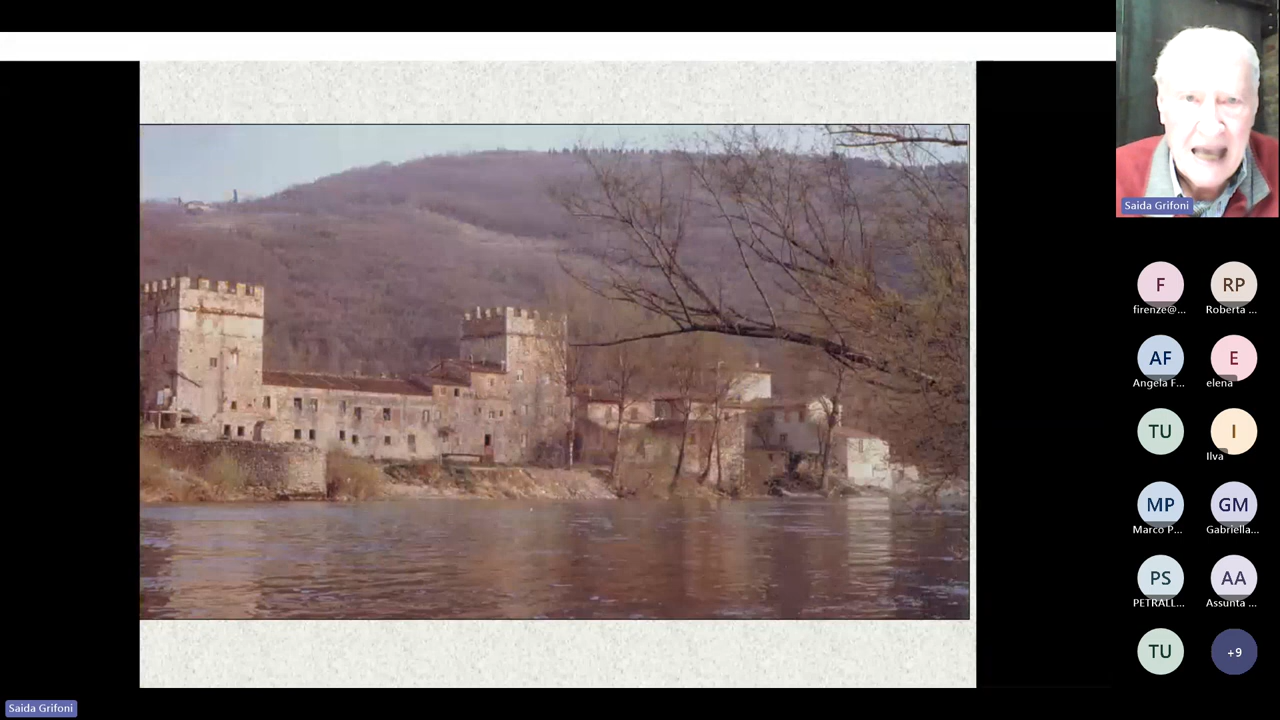 Saida Grifoni
F
RP
firenze@...
Roberta ...
AF
E
Angela F...
elena
TU
I
Ilva
MP
GM
Marco P...
Gabriella...
PS
AA
PETRALL...
Assunta ...
TU
+9
Saida Grifoni